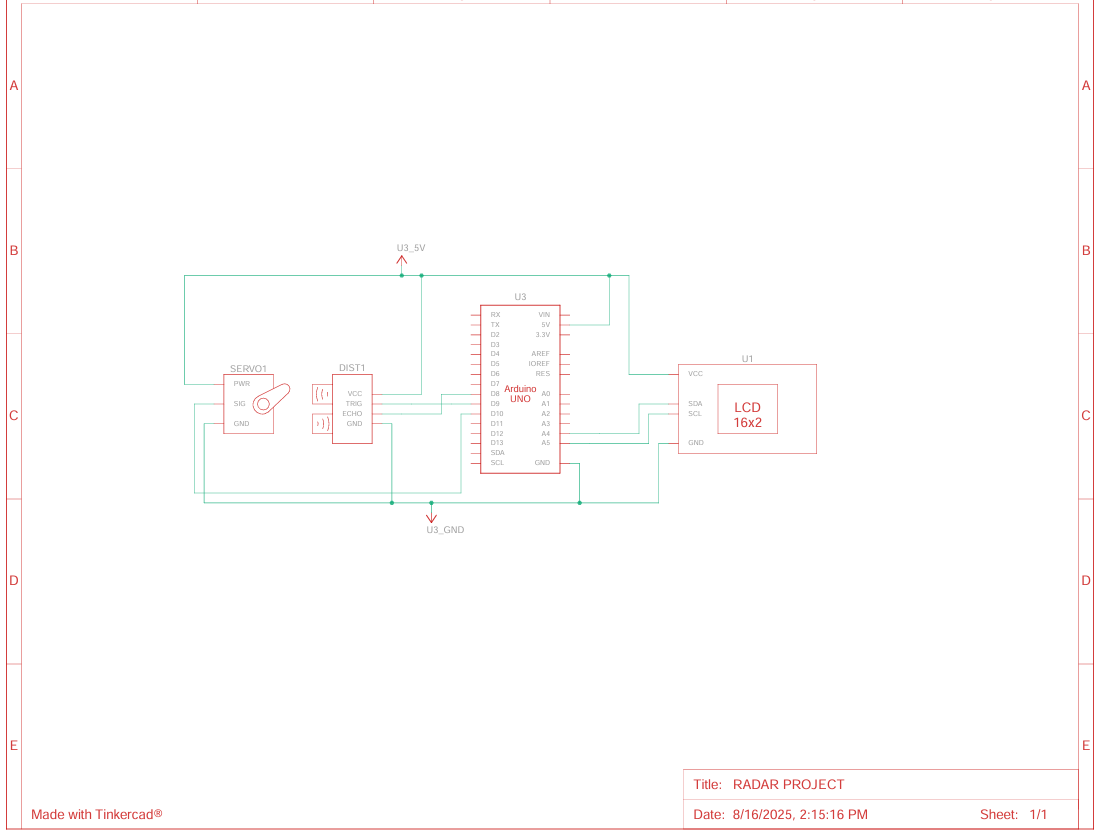 A
A
B
B
U3_5V
U3
RX
VIN
TX
5V
D2
3.3V
D3
D4
AREF
D5
IOREF
D6
RES
D7
D8
A0
D9
A1
D10
A2
D11
A3
D12
A4
D13
A5
SDA
SCL
GND
Arduino
UNO
SERVO1
PWR
SIG
GND
DIST1
VCC
TRIG
ECHO
GND
U1
VCC
SDA
SCL
GND
LCD
16x2
C
C
U3_GND
D
D
E
E
Title: RADAR PROJECT
Made with Tinkercad®
Date: 8/16/2025, 2:15:16 PM Sheet: 1/1